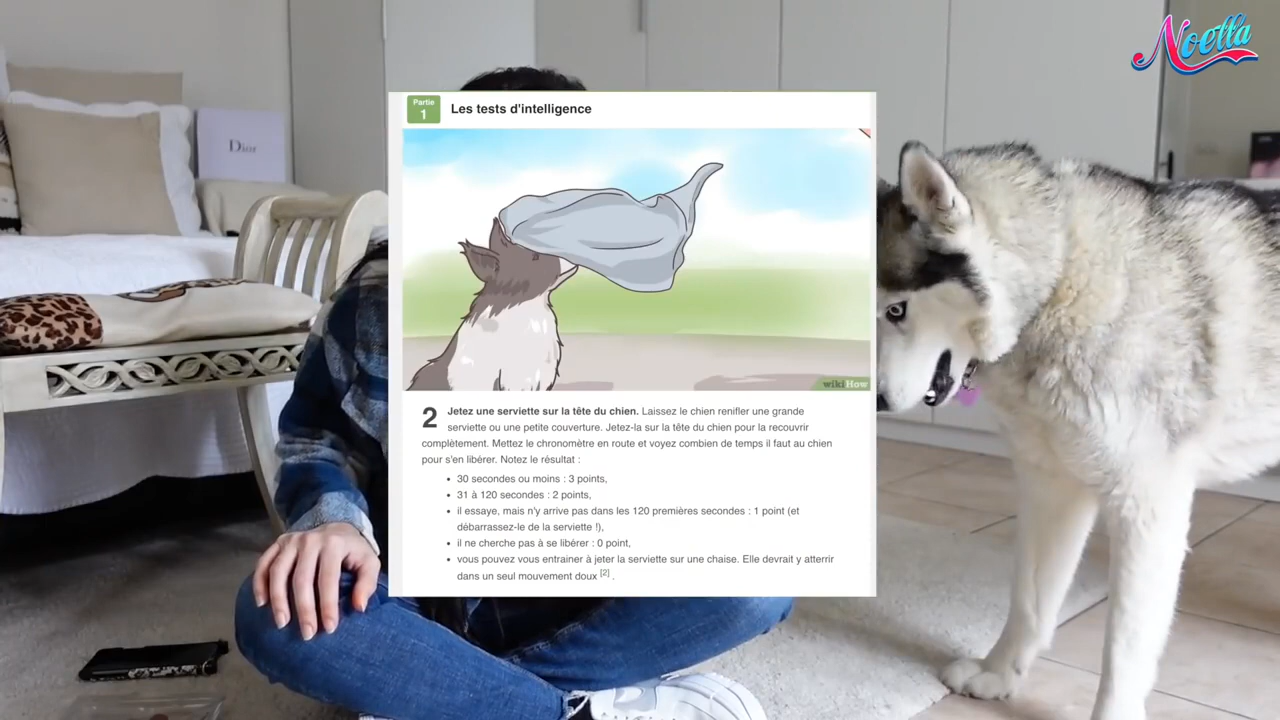 Noella
Dior
Partie
1
Les tests d'intelligence
wikiHow
2 Jetez une serviette sur la tête du chien. Laissez le chien renifler une grande
serviette ou une petite couverture. Jetez-la sur la tête du chien pour la recouvrir
complètement. Mettez le chronomètre en route et voyez combien de temps il faut au chien
pour s'en libérer. Notez le résultat :
• 30 secondes ou moins : 3 points,
• 31 à 120 secondes : 2 points,
• il essaye, mais n'y arrive pas dans les 120 premières secondes : 1 point (et
débarrassez-le de la serviette !),
• il ne cherche pas à se libérer : 0 point,
• vous pouvez vous entrainer à jeter la serviette sur une chaise. Elle devrait y atterrir
dans un seul mouvement doux [2] .